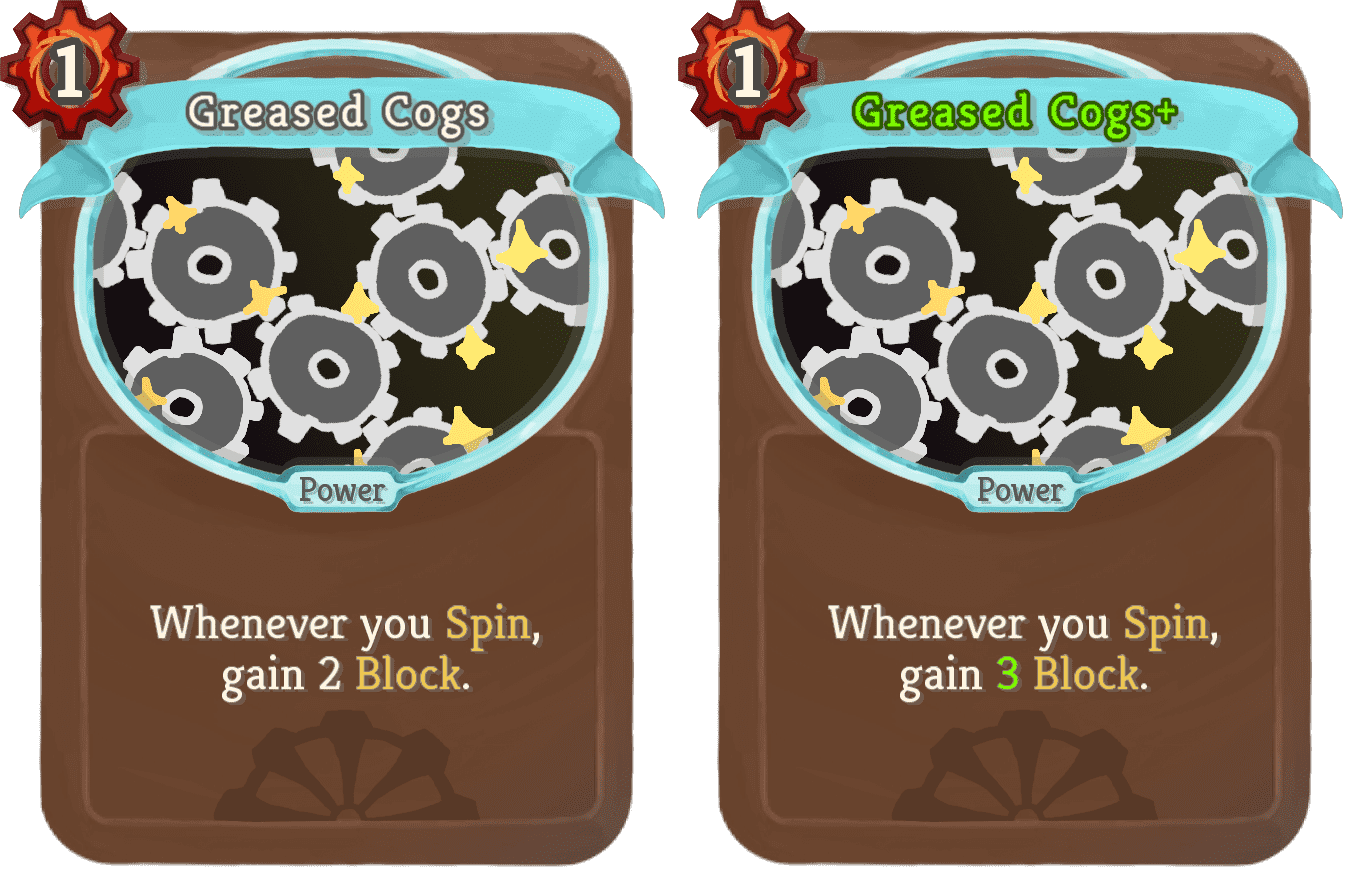 1
Greased Cogs
Power
Whenever you Spin,
gain 2 Block.
1
Greased Cogs+
Power
Whenever you Spin,
gain 3 Block.